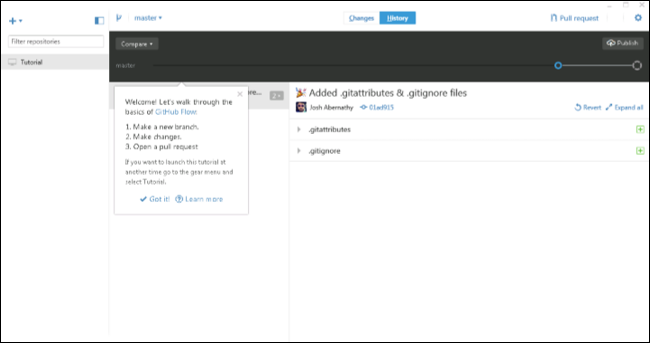 master
Changes
History
Pull request
Filter repositories
Tutorial
Compare
Publish
master
Welcome! Let's walk through the
basics of GitHub Flow:
1. Make a new branch.
2. Make changes.
3. Open a pull request
If you want to launch this tutorial at
another time go to the gear menu and
select Tutorial.
Got it!
Learn more
re...
2+
Added .gitattributes & .gitignore files
Josh Abernathy
01ad915
Revert
Expand all
.gitattributes
.gitignore